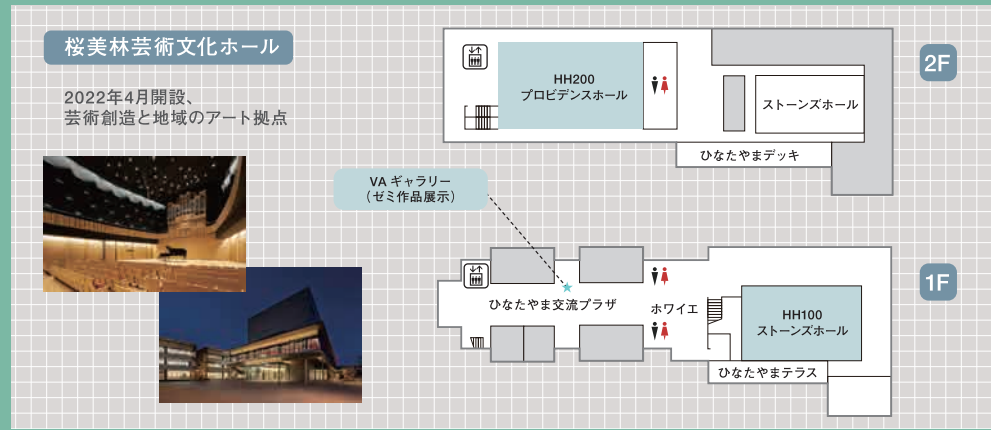 桜美林芸術文化ホール
2022年4月開設、
芸術創造と地域のアート拠点
2F
HH200
プロビデンスホール
ストーンズホール
ひなたやまデッキ
VA ギャラリー
（ゼミ作品展示）
1F
ひなたやま交流プラザ
ホワイエ
HH100
ストーンズホール
ひなたやまテラス